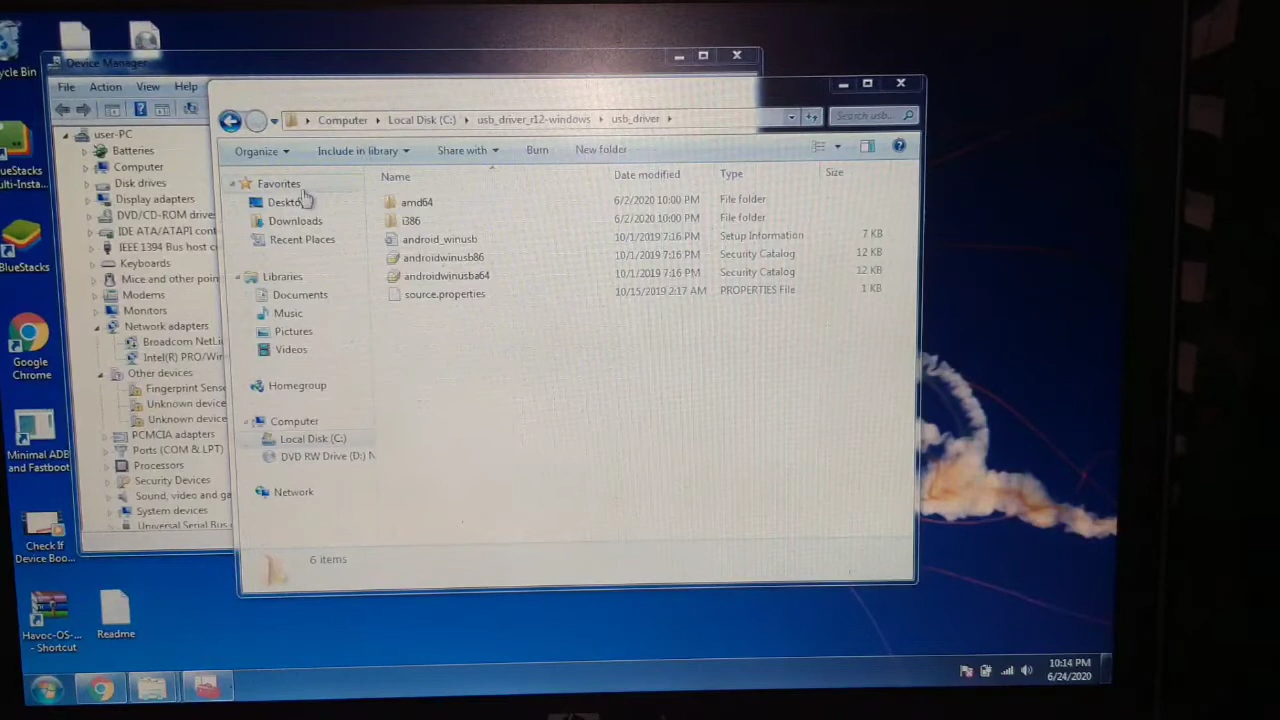 cycle Bin
BlueStacks
Multi-Insta...
BlueStacks
Google
Chrome
Minimal ADB
and Fastboot
Check If
Device Boo...
Havoc-OS-...
- Shortcut
Readme
Device Manager
File Action View Help
user-PC
Batteries
Computer
Disk drives
Display adapters
DVD/CD-ROM drive
IDE ATA/ATAPI cont
IEEE 1394 Bus host c
Keyboards
Mice and other poin
Modems
Monitors
Network adapters
Broadcom NetLi
Intel(R) PRO/Wir
Other devices
Fingerprint Sens
Unknown device
Unknown device
PCMCIA adapters
Ports (COM & LPT)
Processors
Security Devices
Sound, video and ga
System devices
Universal Serial Bus
Computer Local Disk (C:) usb_driver_r12-windows usb_driver
Search usb...
Organize Include in library Share with Burn New folder
Favorites
Desktop
Downloads
Recent Places
Libraries
Documents
Music
Pictures
Videos
Homegroup
Computer
Local Disk (C:)
DVD RW Drive (D:) N
Network
Name Date modified Type Size
amd64 6/2/2020 10:00 PM File folder
i386 6/2/2020 10:00 PM File folder
android_winusb 10/1/2019 7:16 PM Setup Information 7 KB
androidwinusb86 10/1/2019 7:16 PM Security Catalog 12 KB
androidwinusba64 10/1/2019 7:16 PM Security Catalog 12 KB
source.properties 10/15/2019 2:17 AM PROPERTIES File 1 KB
6 items
10:14 PM
6/24/2020